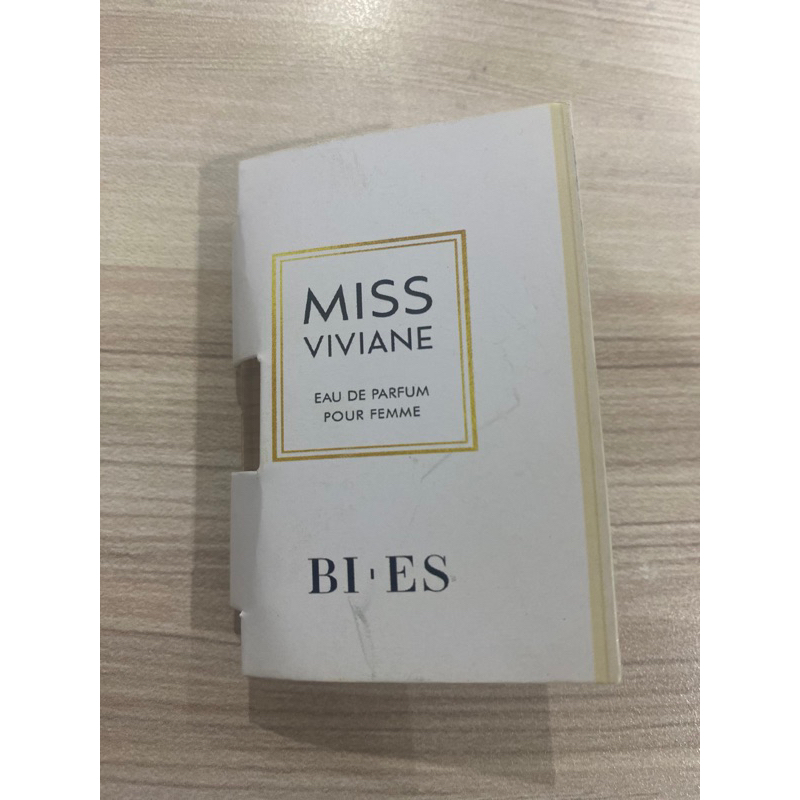 MISS
VIVIANE
EAU DE PARFUM
POUR FEMME
BI·ES